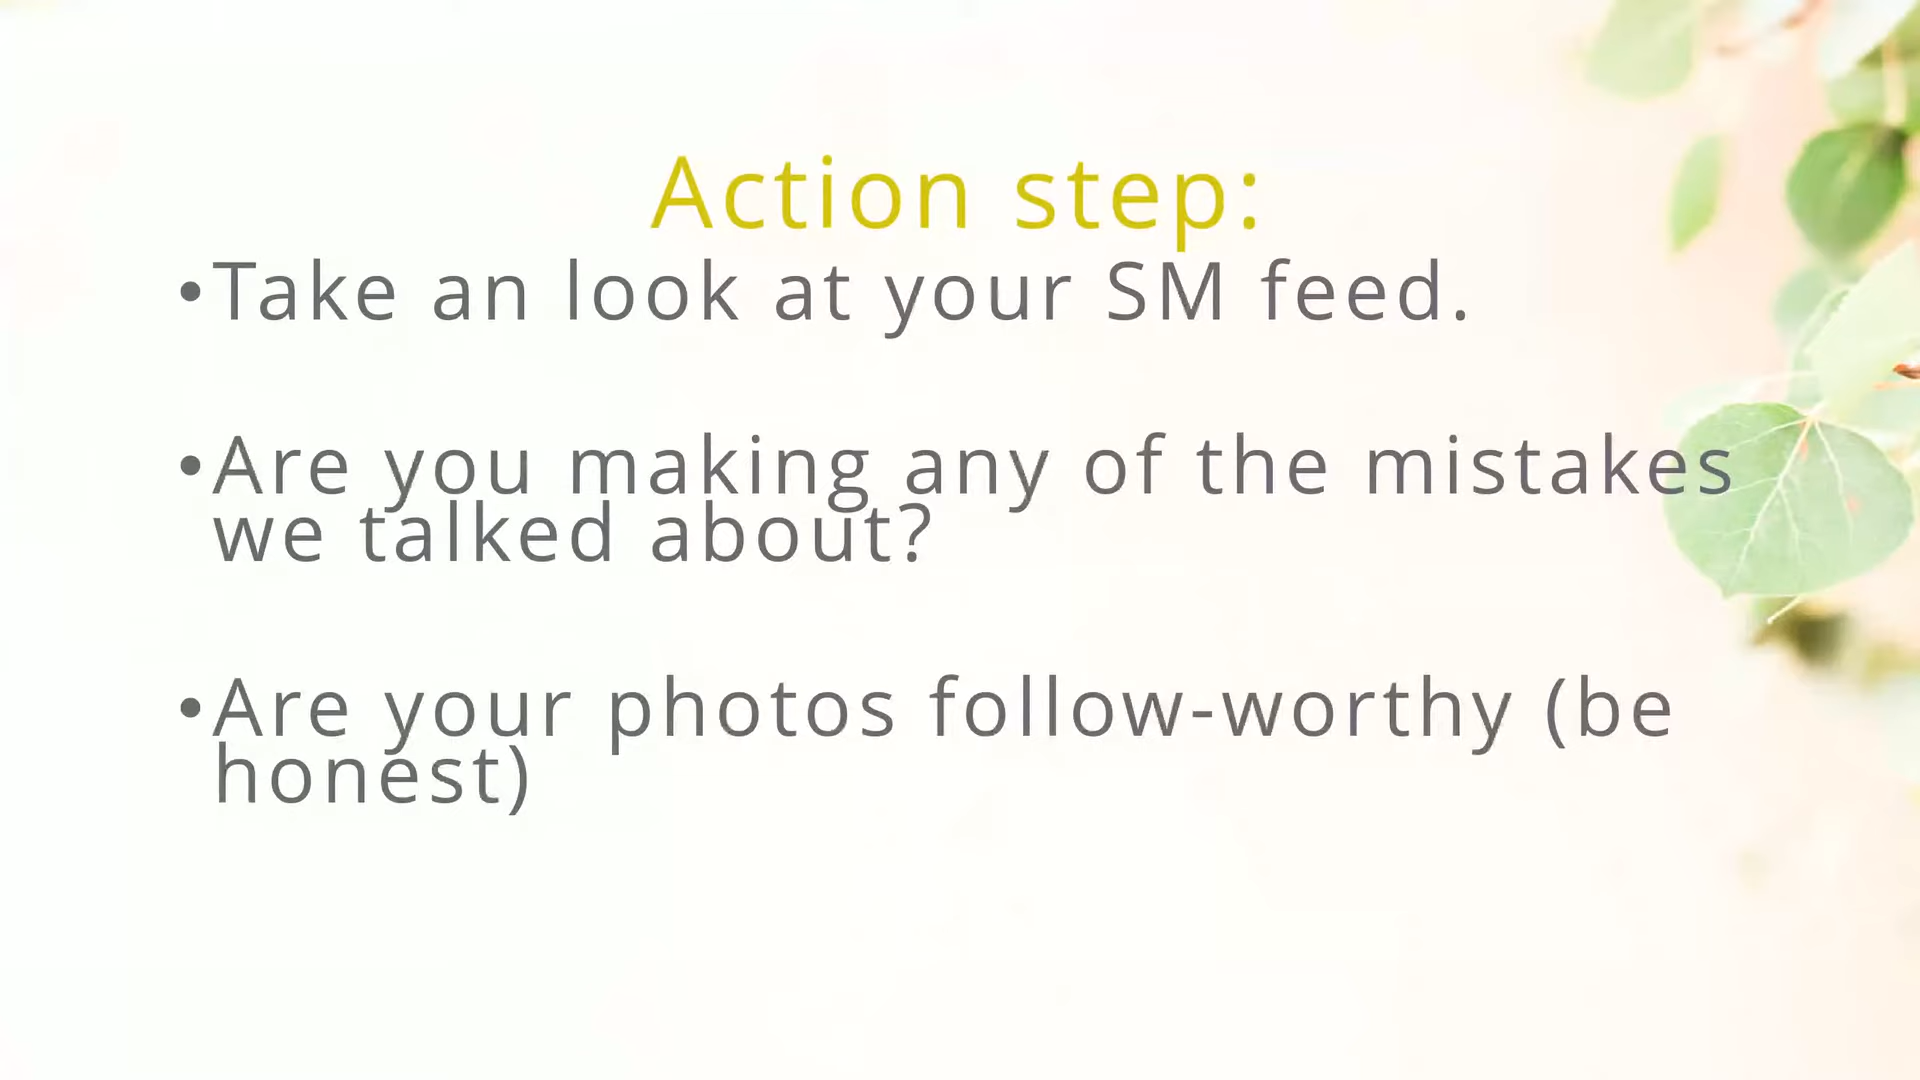 Action step:
•Take an look at your SM feed.
•Are you making any of the mistakes
we talked about?
•Are your photos follow-worthy (be
honest)